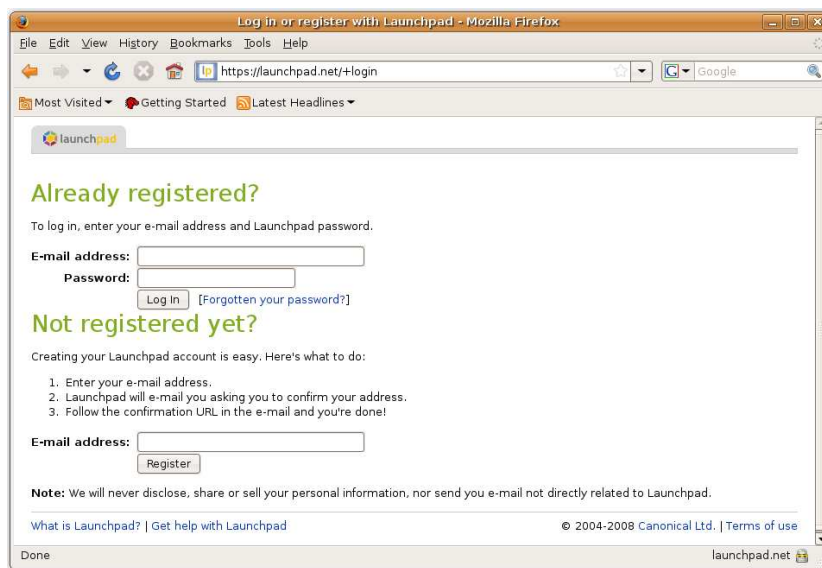 Log in or register with Launchpad - Mozilla Firefox
File Edit View History Bookmarks Tools Help
lp https://launchpad.net/+login G Google
Most Visited Getting Started Latest Headlines
launchpad
Already registered?
To log in, enter your e-mail address and Launchpad password.
E-mail address:
Password:
Log In [Forgotten your password?]
Not registered yet?
Creating your Launchpad account is easy. Here's what to do:
1. Enter your e-mail address.
2. Launchpad will e-mail you asking you to confirm your address.
3. Follow the confirmation URL in the e-mail and you're done!
E-mail address:
Register
Note: We will never disclose, share or sell your personal information, nor send you e-mail not directly related to Launchpad.
What is Launchpad? | Get help with Launchpad © 2004-2008 Canonical Ltd. | Terms of use
Done launchpad.net